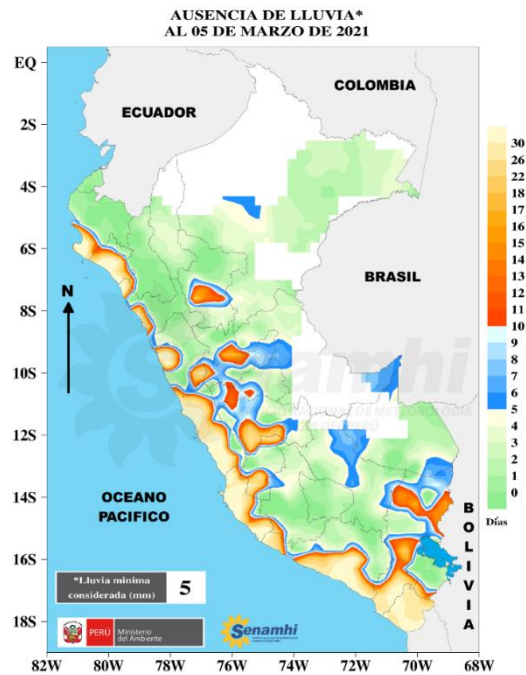 AUSENCIA DE LLUVIA*
AL 05 DE MARZO DE 2021
EQ
2S
4S
6S
8S
10S
12S
14S
16S
18S
82W
80W
78W
76W
74W
72W
70W
68W
COLOMBIA
ECUADOR
BRASIL
N
OCEANO
PACIFICO
BOLIVIA
30
26
22
18
17
16
15
14
13
12
11
10
9
8
7
6
5
4
3
2
1
0
Días
*Lluvia mínima
considerada (mm)
5
PERÚ
Ministerio
del Ambiente
Senamhi
Senamhi